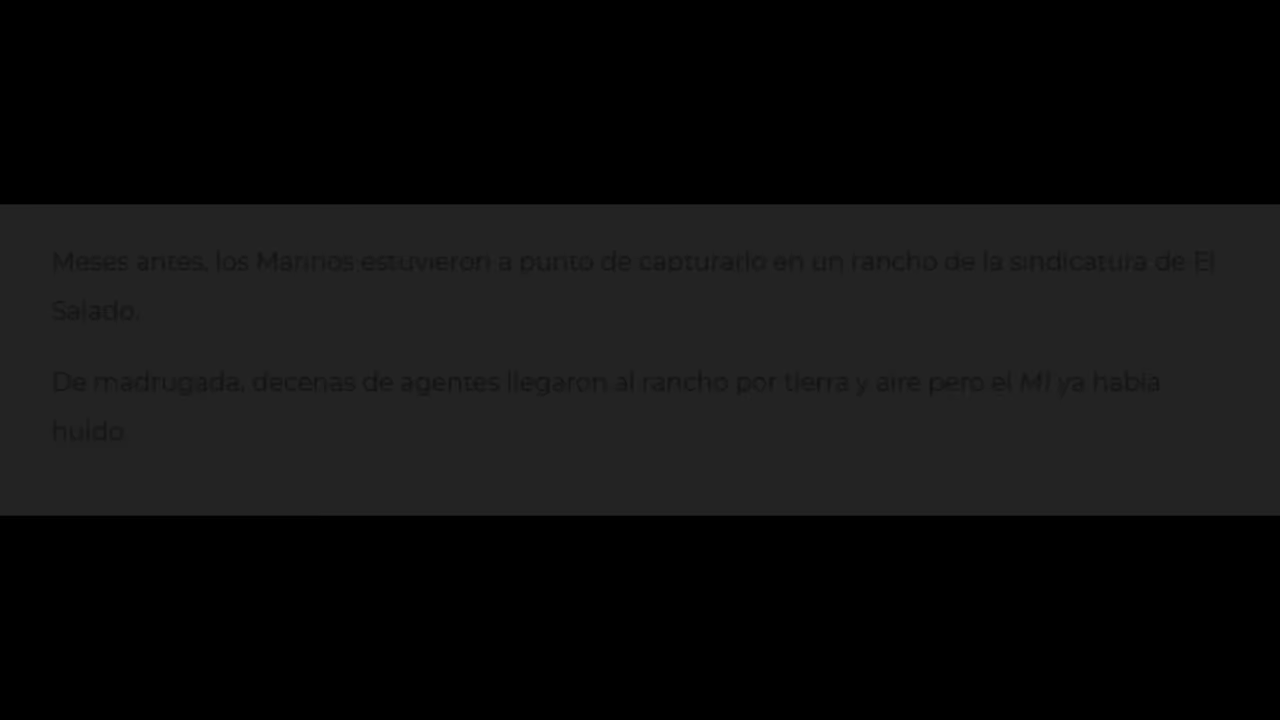 Meses antes, los Marinos estuvieron a punto de capturarlo en un rancho de la sindicatura de El
Salado.
De madrugada, decenas de agentes llegaron al rancho por tierra y aire pero el M1 ya había
huido.